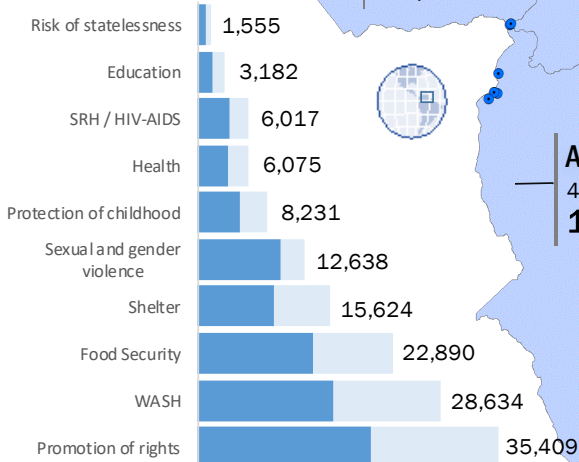 Risk of statelessness 1,555
Education 3,182
SRH / HIV-AIDS 6,017
Health 6,075
Protection of childhood 8,231
Sexual and gender
violence 12,638
Shelter 15,624
Food Security 22,890
WASH 28,634
Promotion of rights 35,409
A
4
1